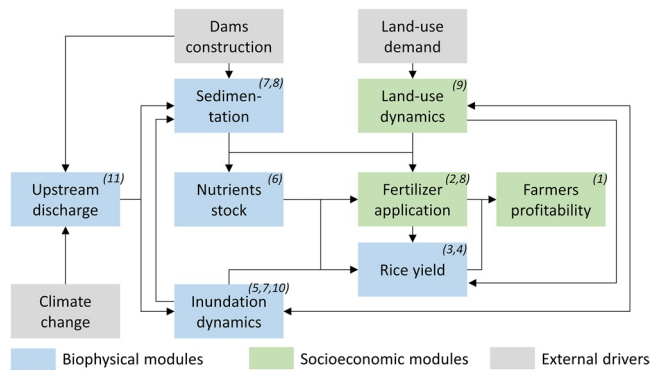 Dams
construction
Land-use
demand
(7,8)
Sedimen-
tation
(9)
Land-use
dynamics
(11)
Upstream
discharge
(6)
Nutrients
stock
(2,8)
Fertilizer
application
(1)
Farmers
profitability
(3,4)
Rice yield
Climate
change
(5,7,10)
Inundation
dynamics
Biophysical modules
Socioeconomic modules
External drivers